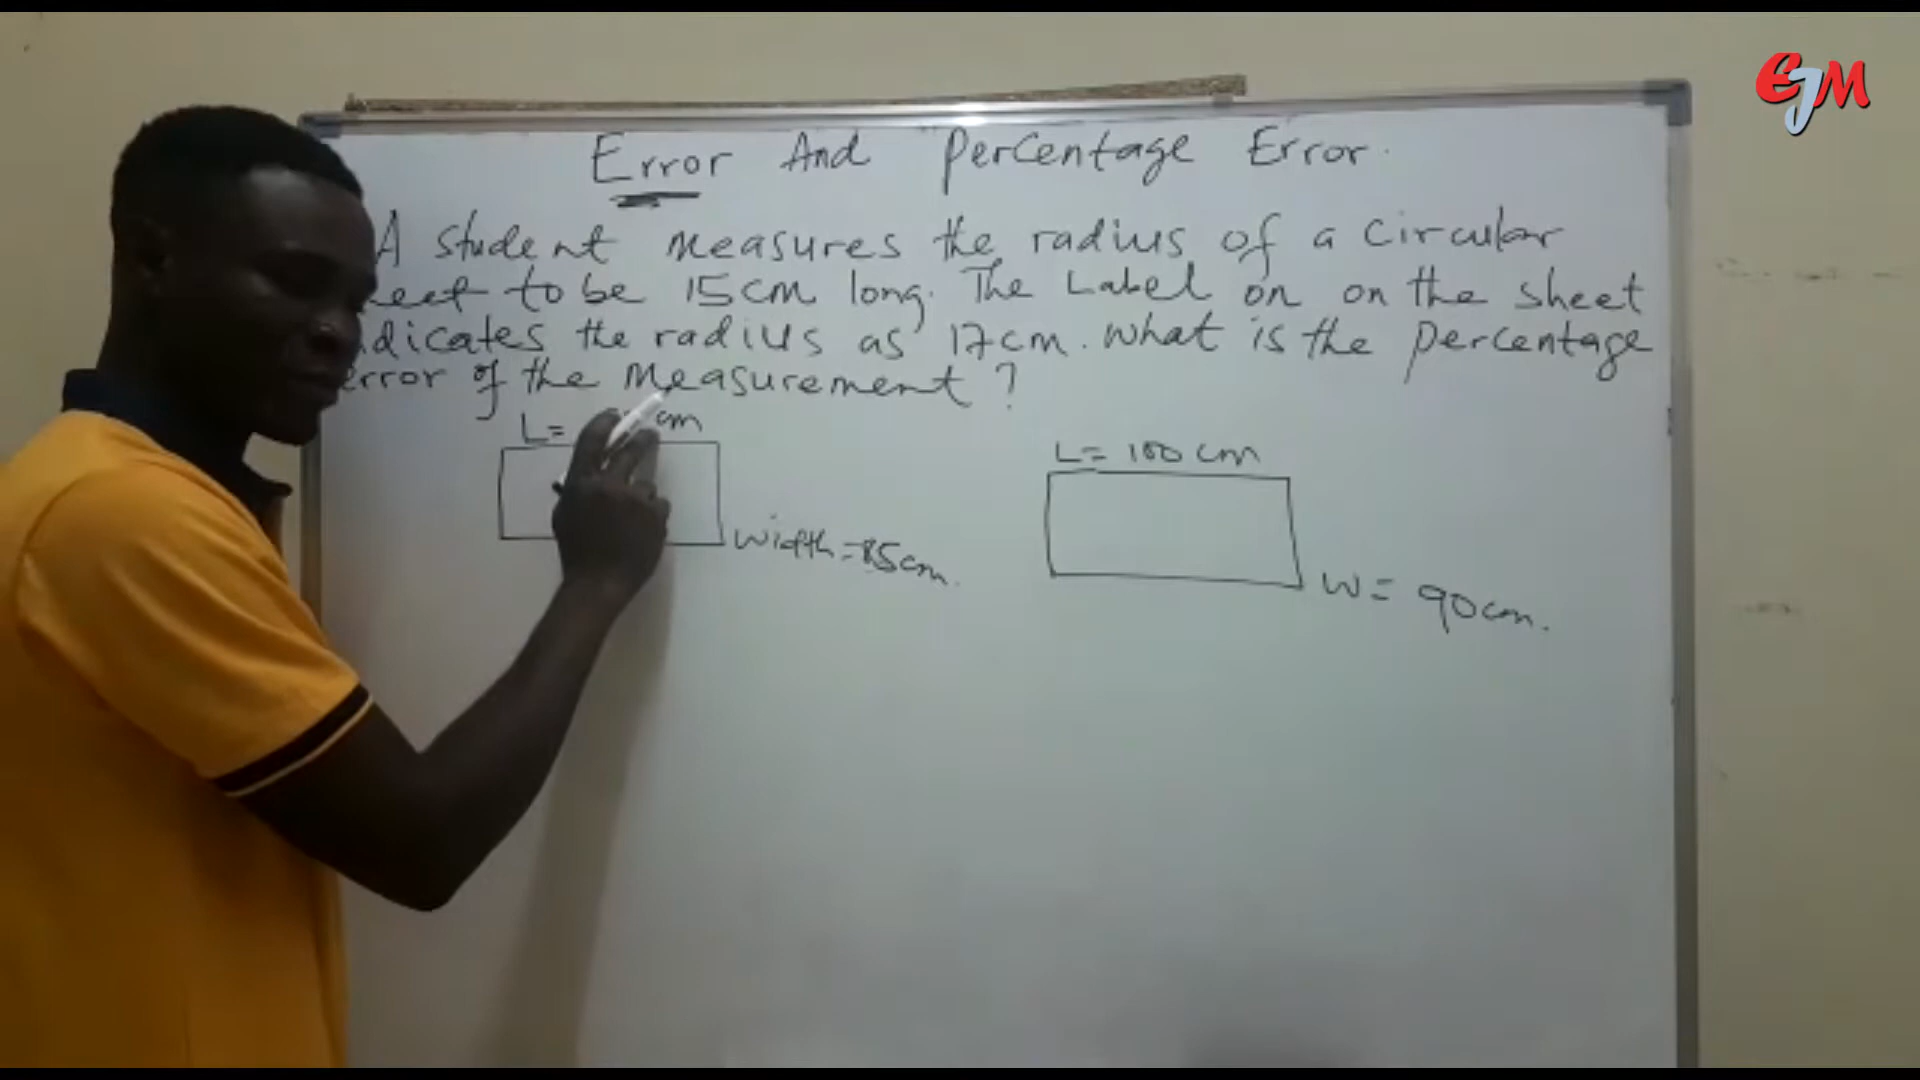 EJM
Error And Percentage Error.
A student measures the radius of a Circular
to be 15cm long. The Label on on the sheet
the radius as 17cm. What is the percentage
error of the Measurement?
L= cm
L= 100 cm
Width=85cm.
W= 90cm.